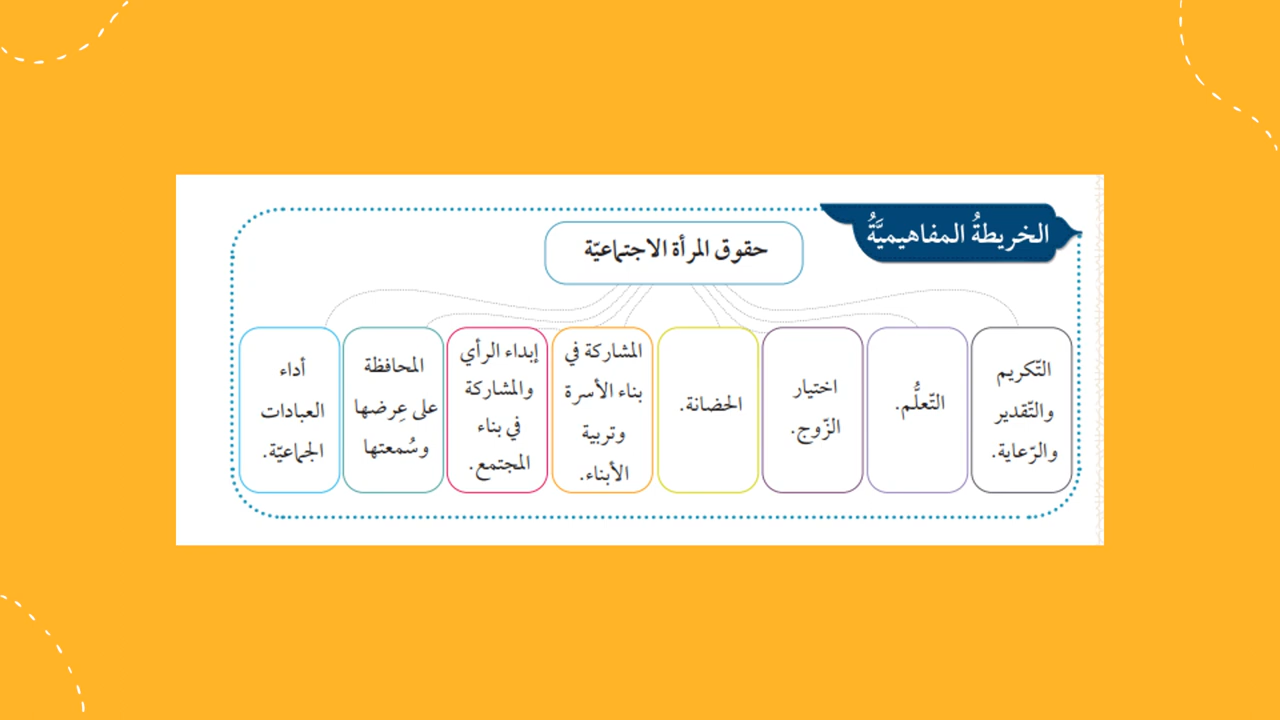 الخريطةُ المفاهيميَّةُ
حقوق المرأة الاجتماعيّة
التّكريم
والتّقدير
والرّعاية.
التّعلُّم.
اختيار
الزّوج.
الحضانة.
المشاركة في
بناء الأسرة
وتربية
الأبناء.
إبداء الرأي
والمشاركة
في بناء
المجتمع.
المحافظة
على عِرضها
وسُمعتها
أداء
العبادات
الجماعيّة.